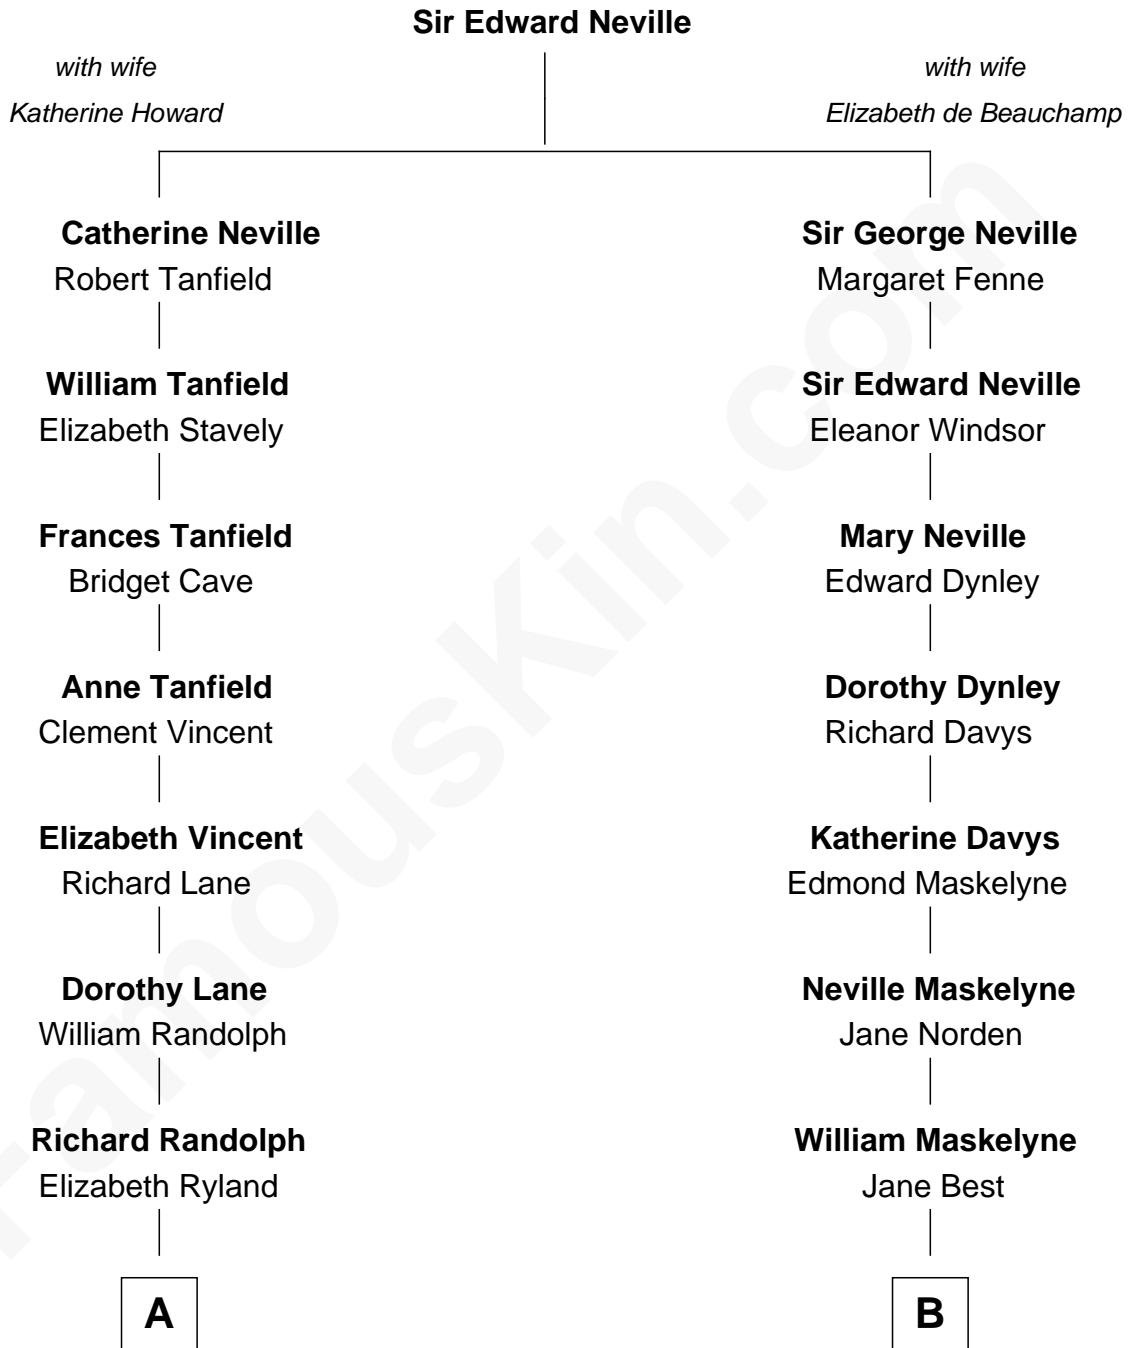 Sir Edward Neville
with wife
Katherine Howard
with wife
Elizabeth de Beauchamp
Catherine Neville
Robert Tanfield
William Tanfield
Elizabeth Stavely
Frances Tanfield
Bridget Cave
Anne Tanfield
Clement Vincent
Elizabeth Vincent
Richard Lane
Dorothy Lane
William Randolph
Richard Randolph
Elizabeth Ryland
A
Sir George Neville
Margaret Fenne
Sir Edward Neville
Eleanor Windsor
Mary Neville
Edward Dynley
Dorothy Dynley
Richard Davys
Katherine Davys
Edmond Maskelyne
Neville Maskelyne
Jane Norden
William Maskelyne
Jane Best
B
FamousKin.com